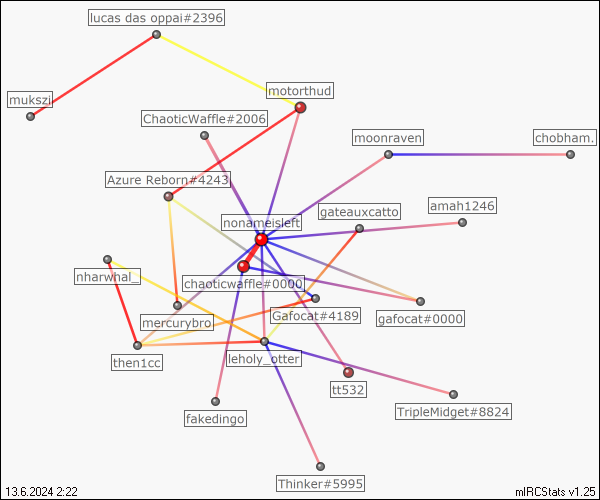 lucas das oppai#2396
motorthud
mukszi
ChaoticWaffle#2006
moonraven
chobham.
Azure Reborn#4243
gateauxcatto
amah1246
nonameisleft
nharwhal_
chaoticwaffle#0000
mercurybro
Gafocat#4189
gafocat#0000
then1cc
leholy_otter
tt532
fakedingo
TripleMidget#8824
Thinker#5995
13.6.2024 2:22
mIRCStats v1.25